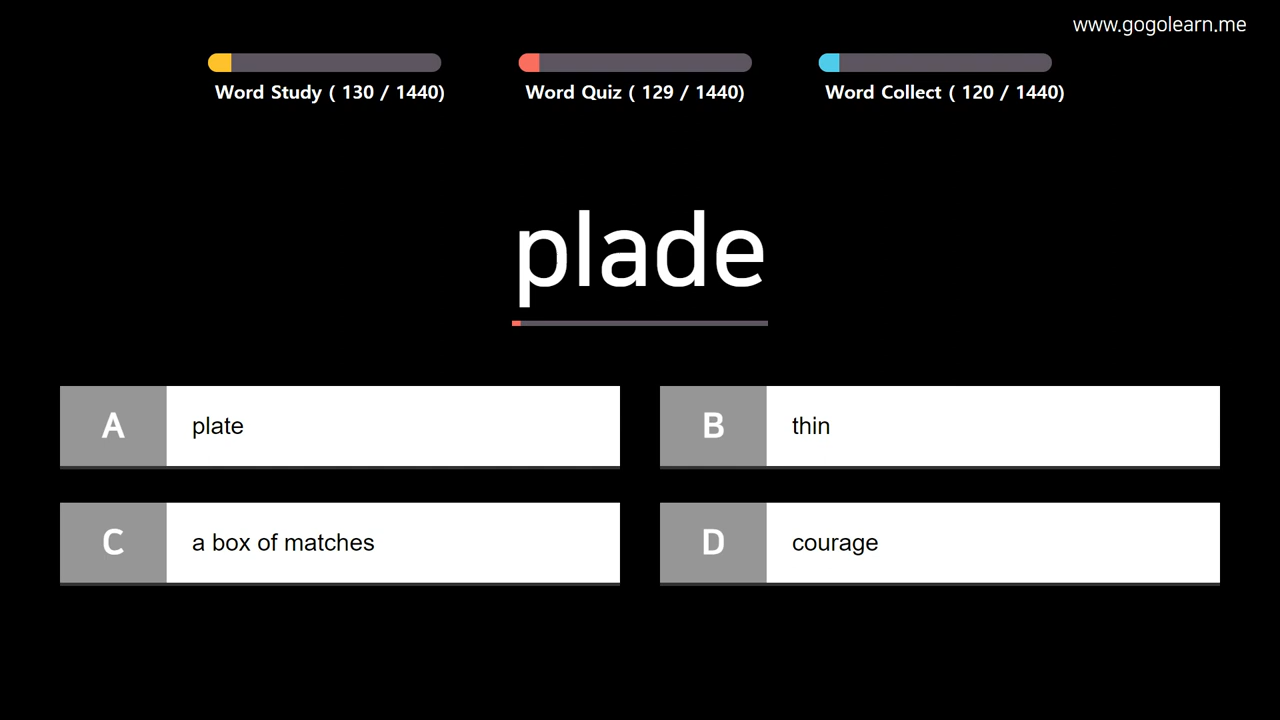 www.gogolearn.me
Word Study ( 130 / 1440)
Word Quiz ( 129 / 1440)
Word Collect ( 120 / 1440)
plade
A plate
B thin
C a box of matches
D courage